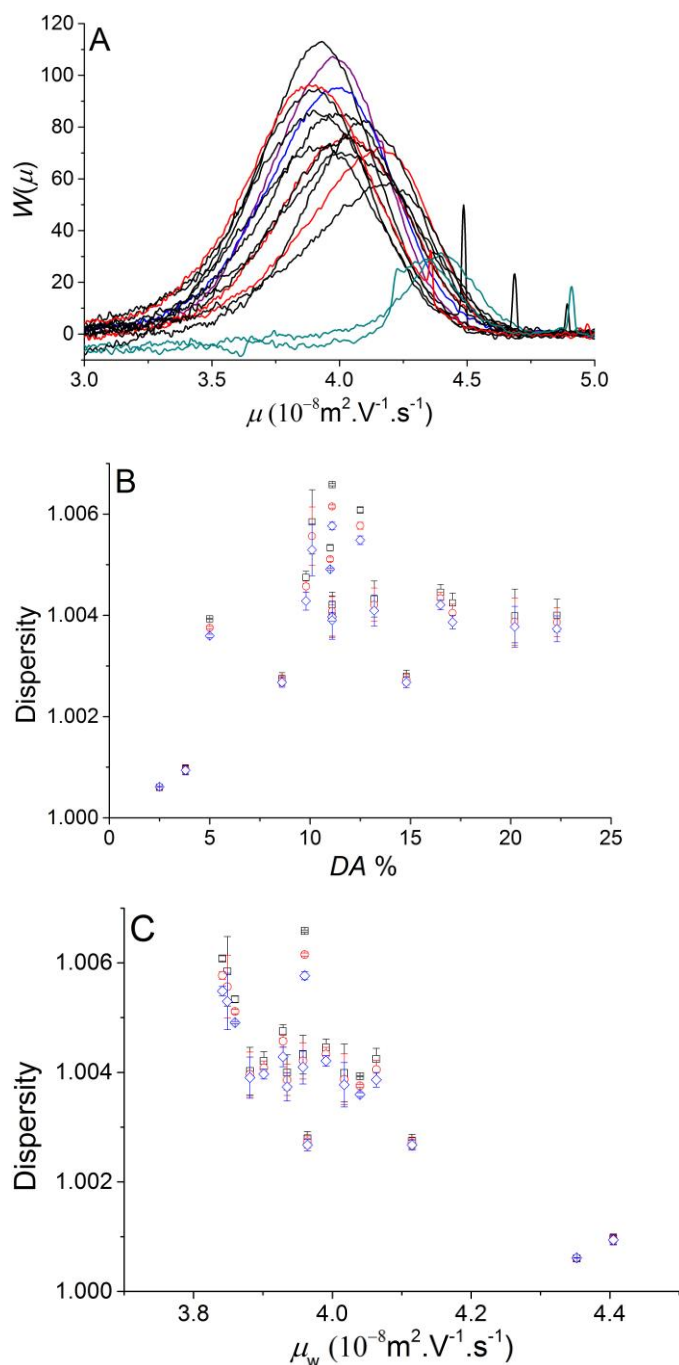 A
120
100
80
60
40
20
0
W(μ)
3.0 3.5 4.0 4.5 5.0
μ (10⁻⁸m².V⁻¹.s⁻¹)
B
1.006
1.004
1.002
1.000
Dispersity
0 5 10 15 20 25
DA %
C
1.006
1.004
1.002
1.000
Dispersity
3.8 4.0 4.2 4.4
μw (10⁻⁸m².V⁻¹.s⁻¹)